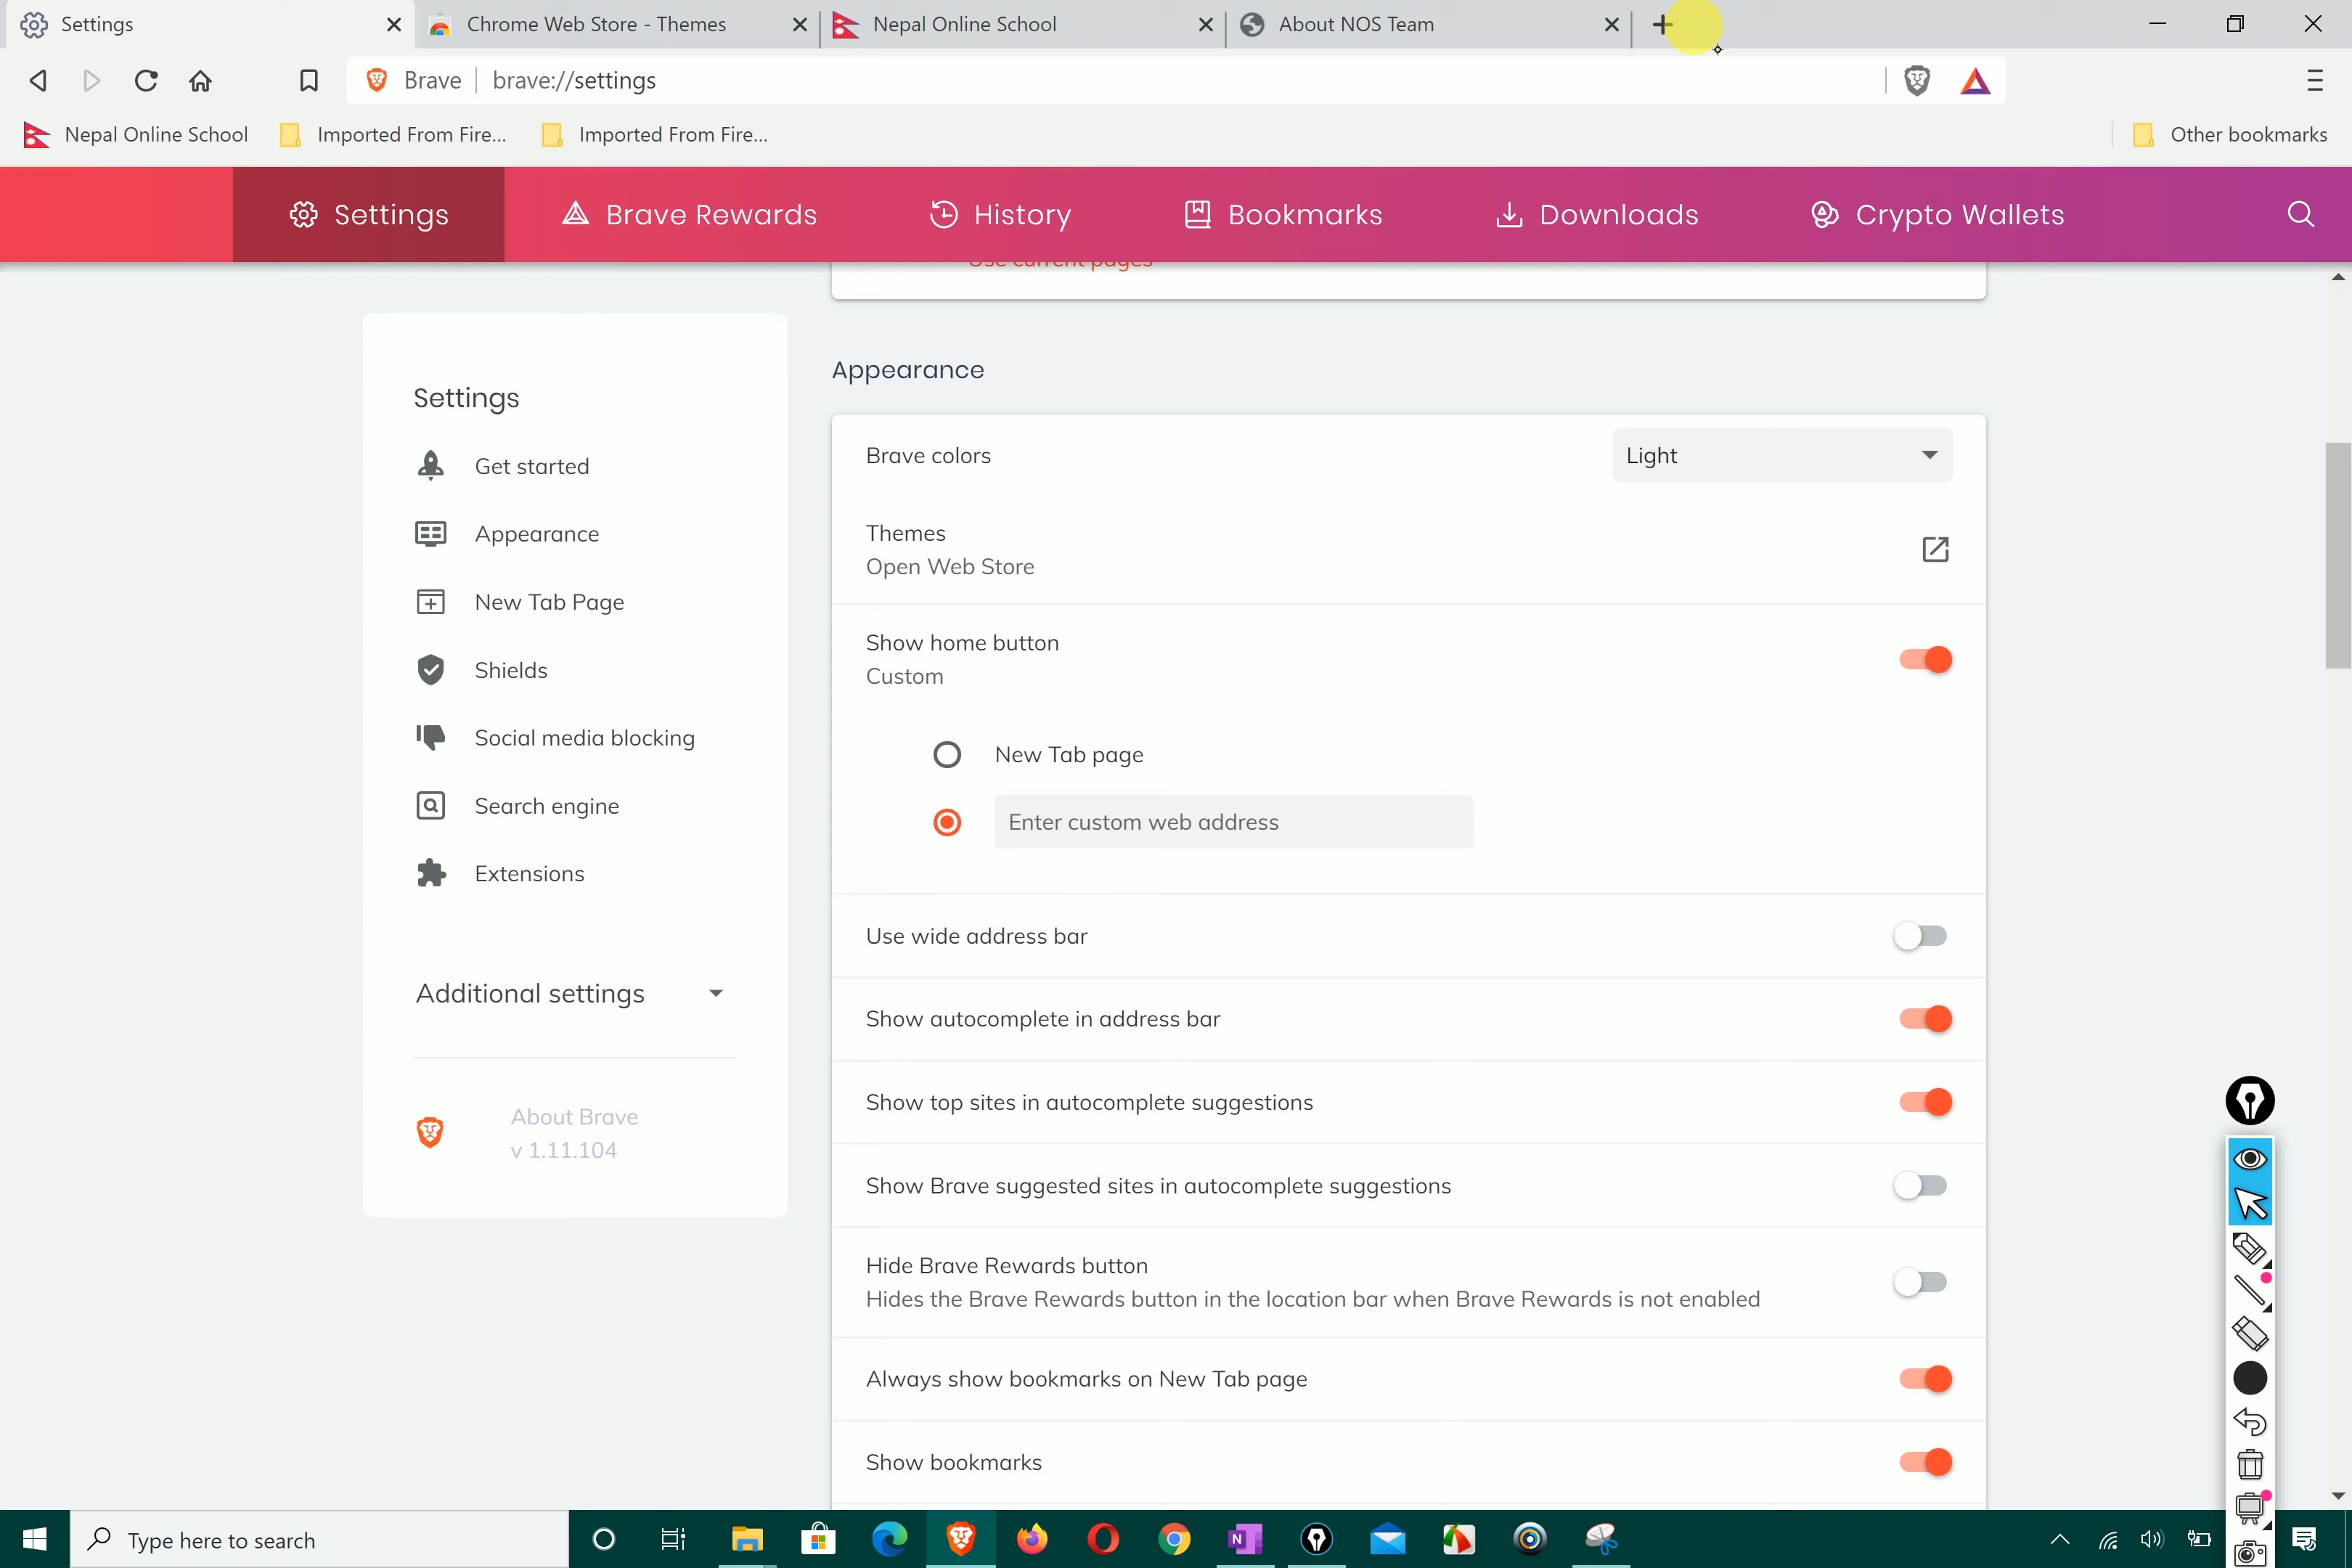 Settings
Chrome Web Store - Themes
Nepal Online School
About NOS Team
Brave
brave://settings
Nepal Online School
Imported From Fire...
Imported From Fire...
Other bookmarks
Settings
Brave Rewards
History
Bookmarks
Downloads
Crypto Wallets
Use current pages
Settings
Get started
Appearance
New Tab Page
Shields
Social media blocking
Search engine
Extensions
Additional settings
About Brave
v 1.11.104
Appearance
Brave colors
Light
Themes
Open Web Store
Show home button
Custom
New Tab page
Enter custom web address
Use wide address bar
Show autocomplete in address bar
Show top sites in autocomplete suggestions
Show Brave suggested sites in autocomplete suggestions
Hide Brave Rewards button
Hides the Brave Rewards button in the location bar when Brave Rewards is not enabled
Always show bookmarks on New Tab page
Show bookmarks
Type here to search